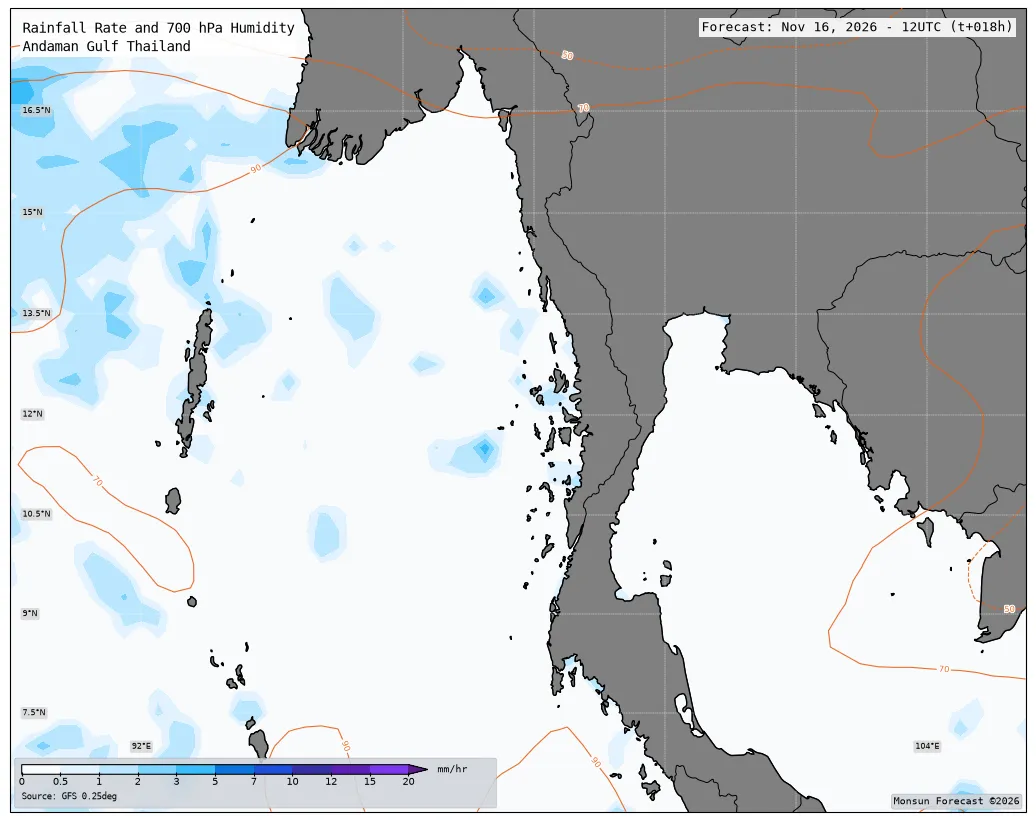 Rainfall Rate and 700 hPa Humidity
Andaman Gulf Thailand
Forecast: Nov 16, 2026 - 12UTC (t+018h)
50
70
16.5°N
90
15°N
13.5°N
12°N
70
10.5°N
9°N
50
70
7.5°N
92°E
90
90
104°E
mm/hr
0 0.5 1 2 3 5 7 10 12 15 20
Source: GFS 0.25deg
Monsun Forecast ©2026